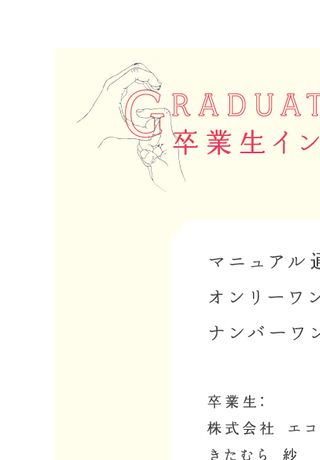 GRADUAT
卒業生イン
マニュアル通
オンリーワン
ナンバーワン
卒業生：
株式会社 エコ
きたむら 紗